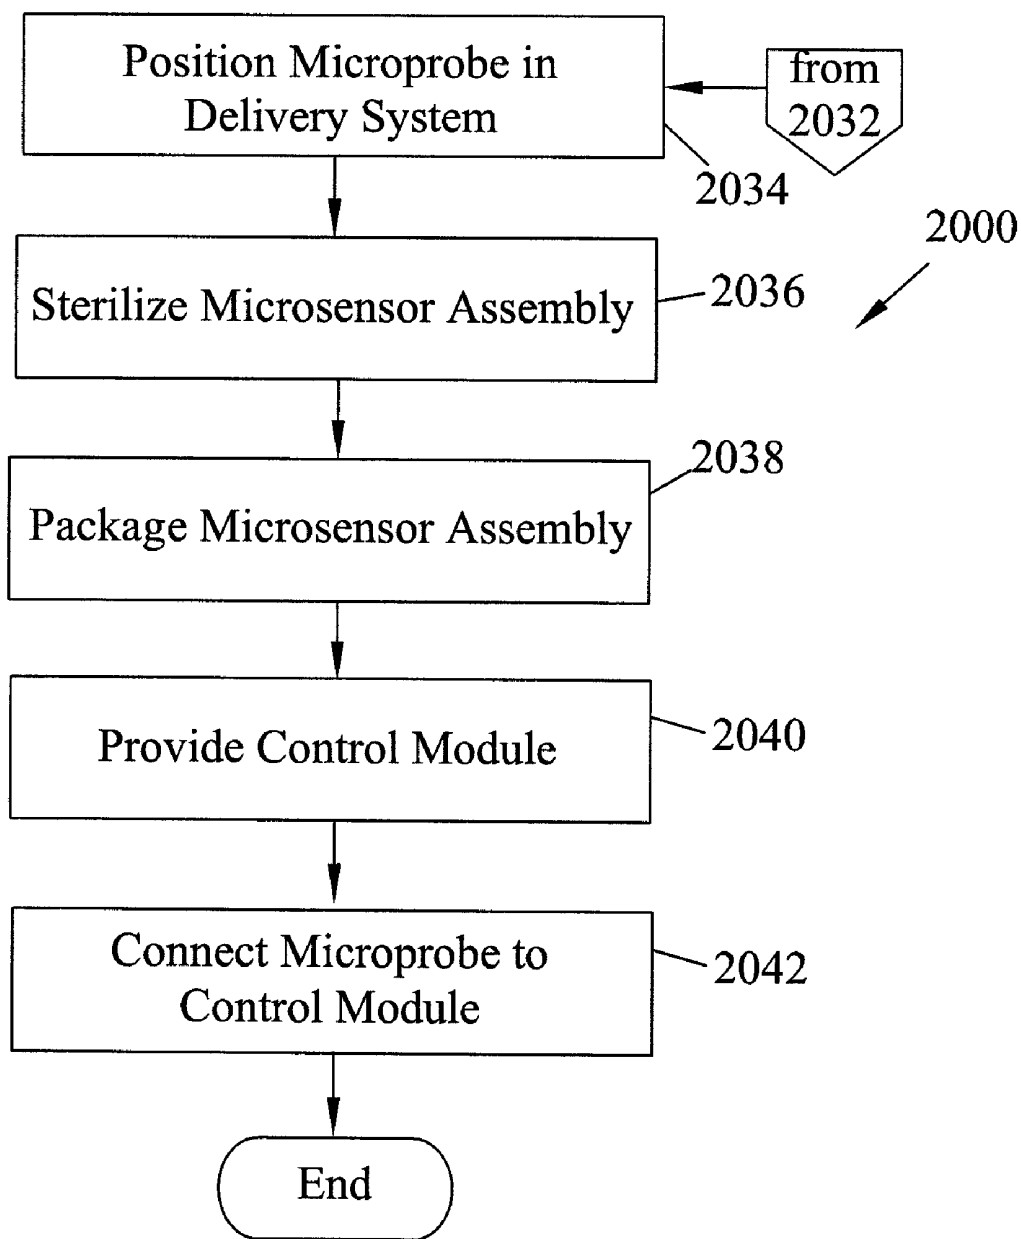 Position Microprobe in
Delivery System
from
2032
2034
2000
Sterilize Microsensor Assembly
2036
2038
Package Microsensor Assembly
Provide Control Module
2040
Connect Microprobe to
Control Module
2042
End